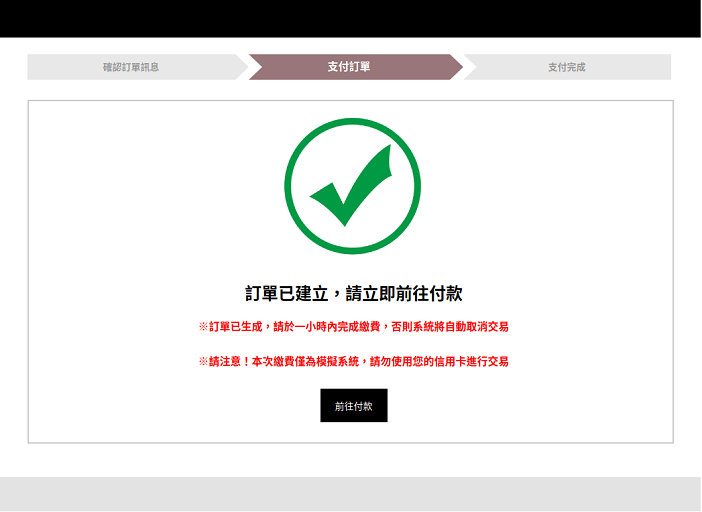 確認訂單訊息
支付訂單
支付完成
訂單已建立，請立即前往付款
※訂單已生成，請於一小時內完成繳費，否則系統將自動取消交易
※請注意！本次繳費僅為模擬系統，請勿使用您的信用卡進行交易
前往付款